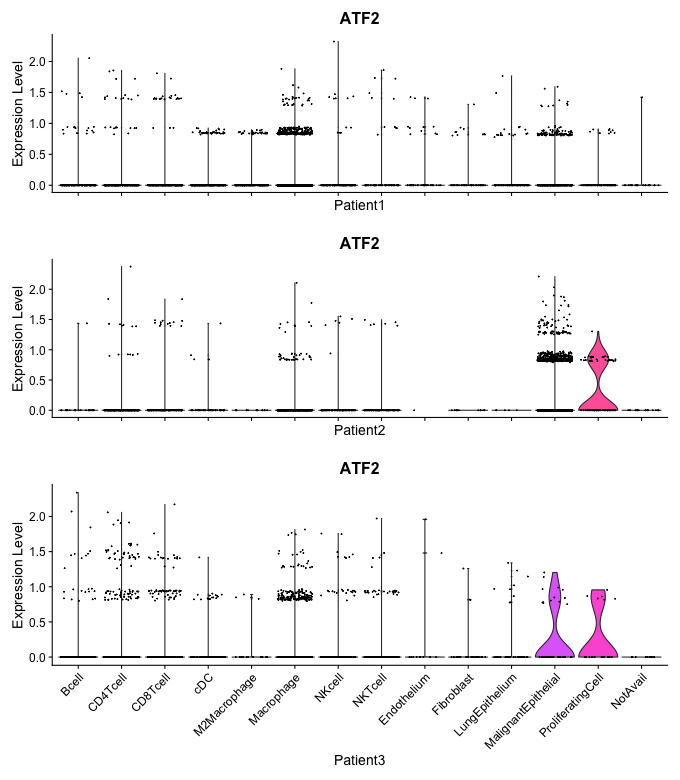 ATF2
Expression Level
2.0
1.5
1.0
0.5
0.0
Patient1
ATF2
Expression Level
2.0
1.5
1.0
0.5
0.0
Patient2
ATF2
Expression Level
2.0
1.5
1.0
0.5
0.0
Bcell
CD4Tcell
CD8Tcell
cDC
M2Macrophage
Macrophage
NKcell
NKTcell
Endothelium
Fibroblast
LungEpithelium
MalignantEpithelial
ProliferatingCell
NotAvail
Patient3